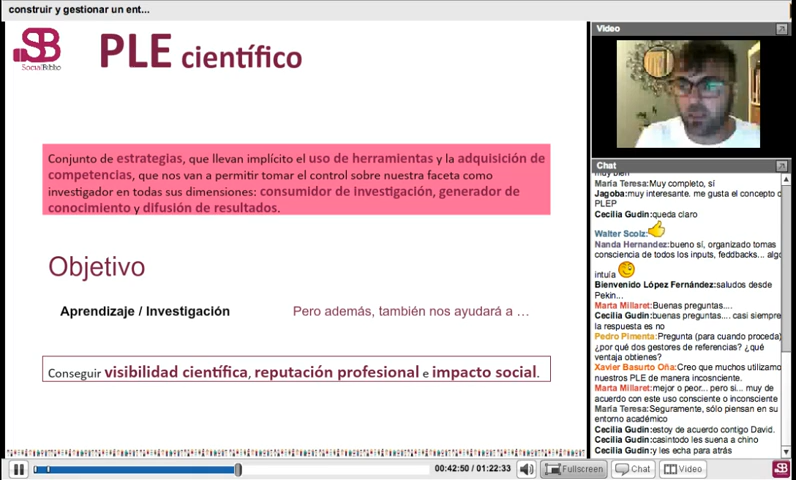 construir y gestionar un ent...
SB
SocialBiblio
PLE científico
Conjunto de estrategias, que llevan implícito el uso de herramientas y la adquisición de
competencias, que nos van a permitir tomar el control sobre nuestra faceta como
investigador en todas sus dimensiones: consumidor de investigación, generador de
conocimiento y difusión de resultados.
Objetivo
Aprendizaje / Investigación
Pero además, también nos ayudará a ...
Conseguir visibilidad científica, reputación profesional e impacto social.
Video
Chat
muy bien
María Teresa:Muy completo, sí
Jagoba:muy interesante. me gusta el concepto d
PLEP
Cecilia Gudin:queda claro
Walter Scolz:
Nanda Hernandez:bueno sí, organizado tomas
consciencia de todos los inputs, feddbacks... algo
intuía
Bienvenido López Fernández:saludos desde
Pekin...
Marta Millaret:Buenas preguntas....
Cecilia Gudin:buenas preguntas.... casi siempre
la respuesta es no
Pedro Pimenta:Pregunta (para cuando proceda)
¿por qué dos gestores de referencias? ¿qué
ventaja obtienes?
Xavier Basurto Oña:Creo que muchos utilizamo
nuestros PLE de manera incosnciente.
Marta Millaret:mejor o peor... pero si... muy de
acuerdo con este uso consciente o inconsciente
María Teresa:Seguramente, sólo piensan en su
entorno académico
Cecilia Gudin:estoy de acuerdo contigo David.
Cecilia Gudin:casintodo les suena a chino
Cecilia Gudin:y les echa para atrás
00:42:50 / 01:22:33
Fullscreen
Chat
Video
SB